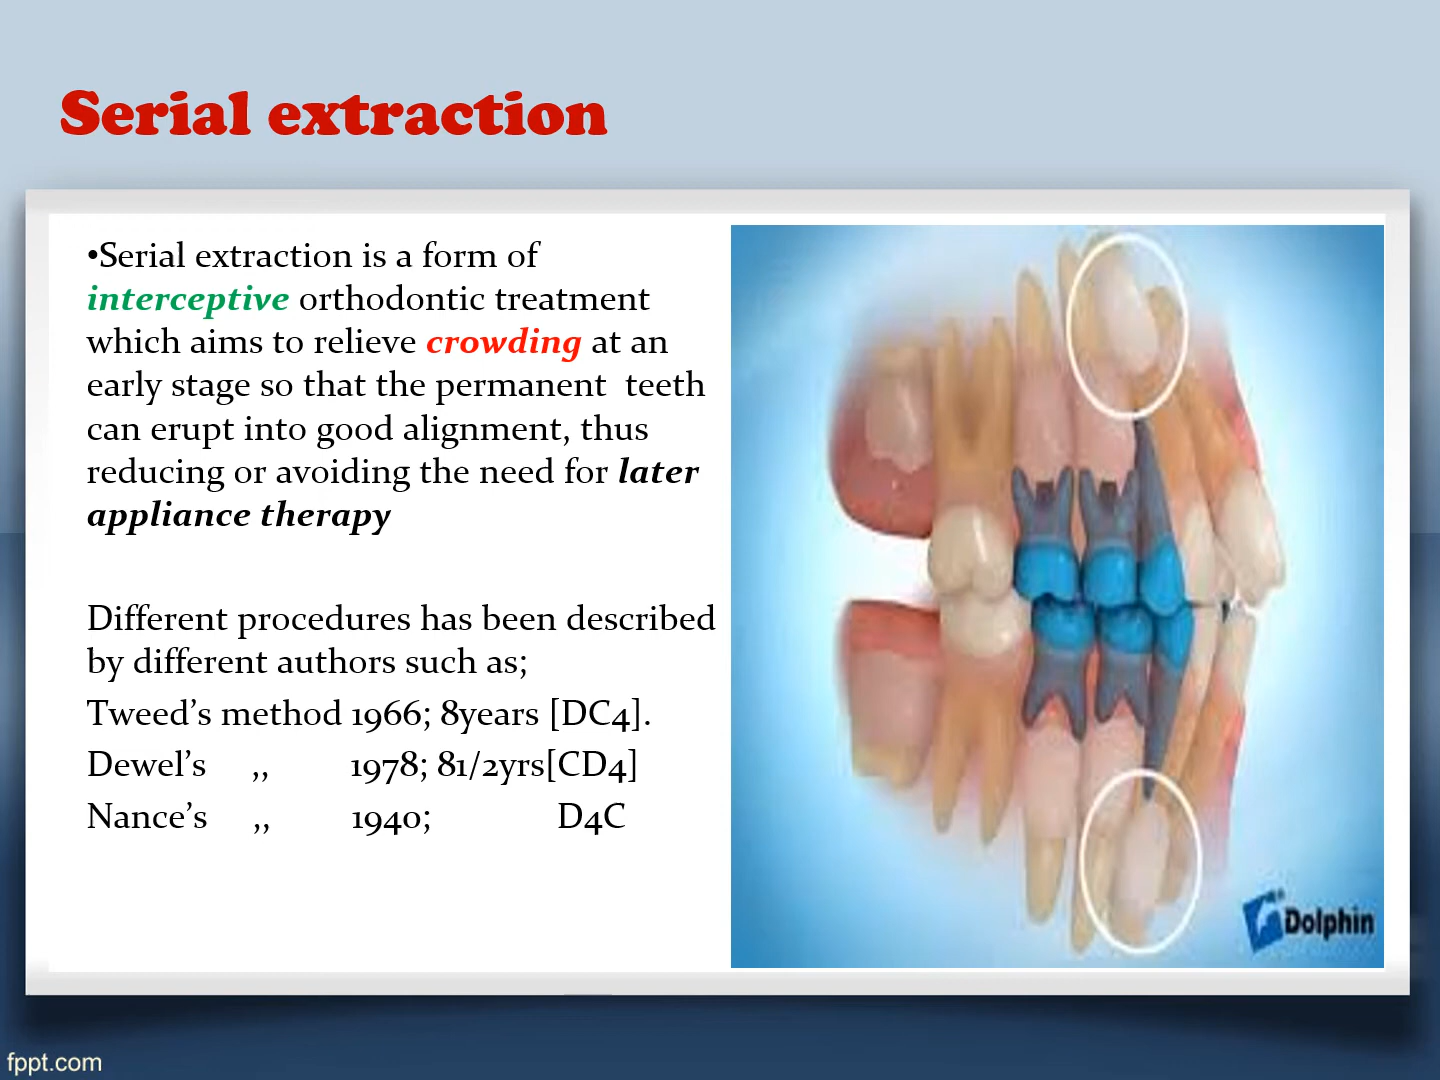 Serial extraction
•Serial extraction is a form of
interceptive orthodontic treatment
which aims to relieve crowding at an
early stage so that the permanent teeth
can erupt into good alignment, thus
reducing or avoiding the need for later
appliance therapy
Different procedures has been described
by different authors such as;
Tweed’s method 1966; 8years [DC4].
Dewel’s ,, 1978; 81/2yrs[CD4]
Nance’s ,, 1940; D4C
Dolphin
fppt.com